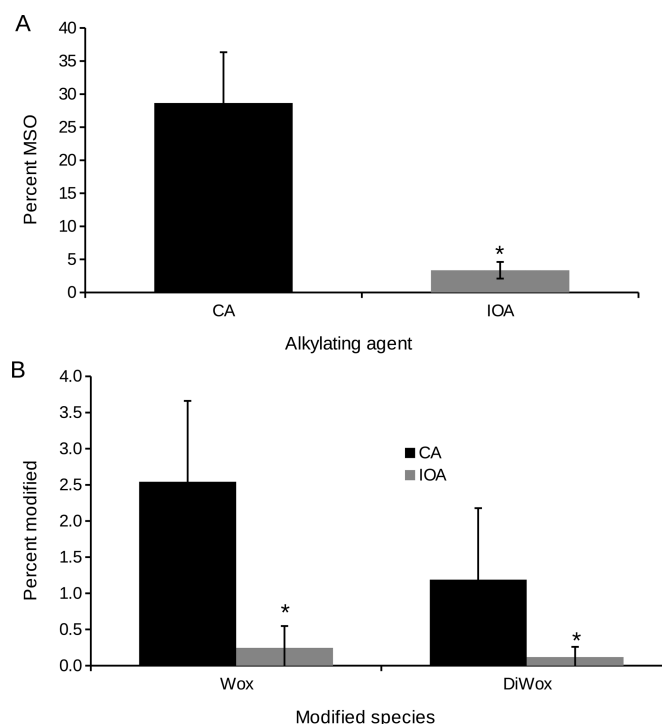 A
Percent MSO
40
35
30
25
20
15
10
5
0
*
CA
IOA
Alkylating agent
B
Percent modified
4.0
3.5
3.0
2.5
2.0
1.5
1.0
0.5
0.0
CA
IOA
*
*
Wox
DiWox
Modified species